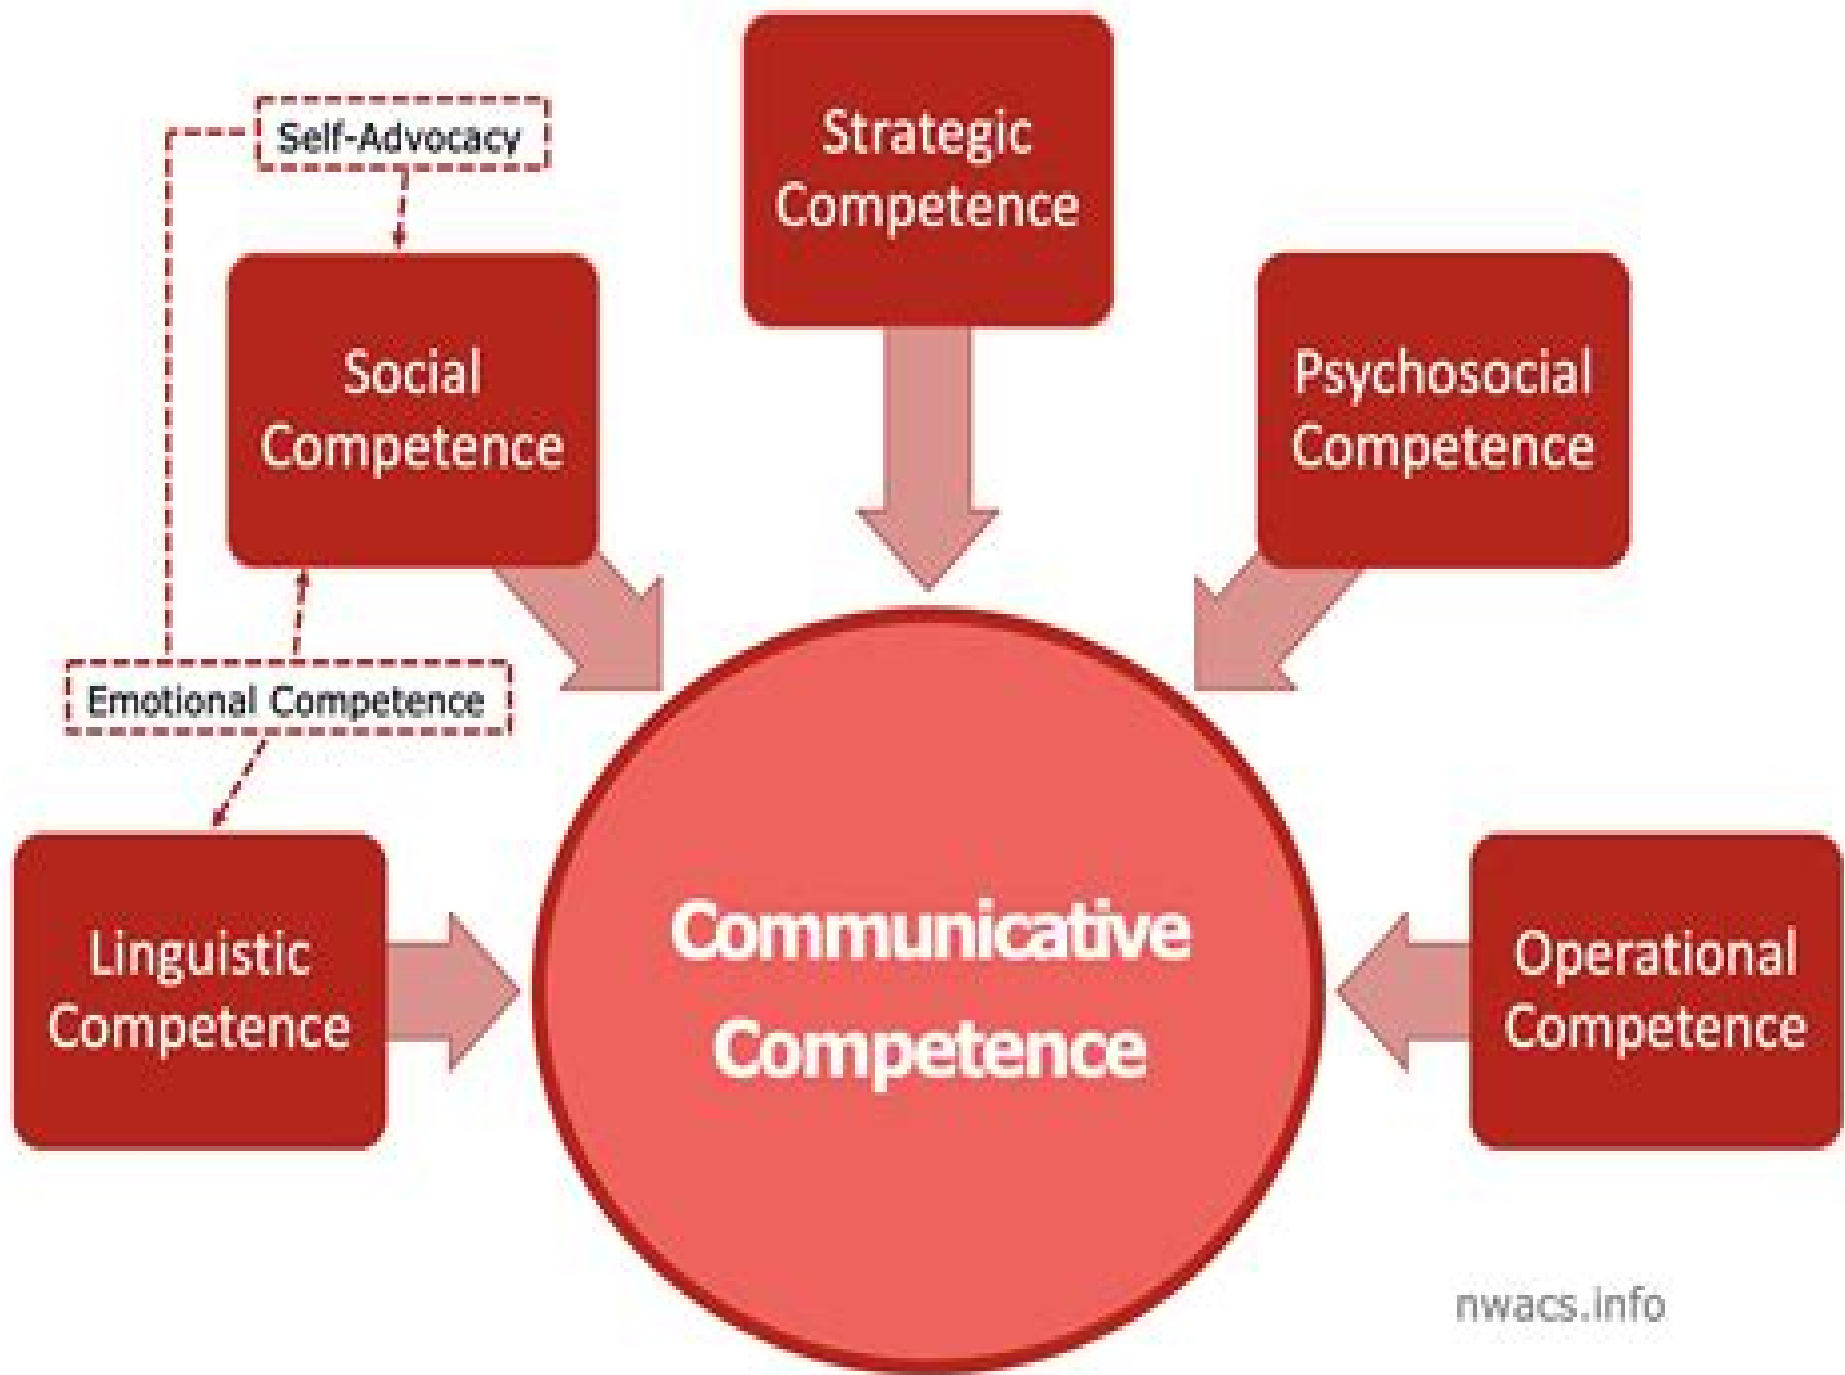 Strategic
Competence
Self-Advocacy
Social
Competence
Psychosocial
Competence
Emotional Competence
Linguistic
Competence
Communicative
Competence
Operational
Competence
nwacs.info